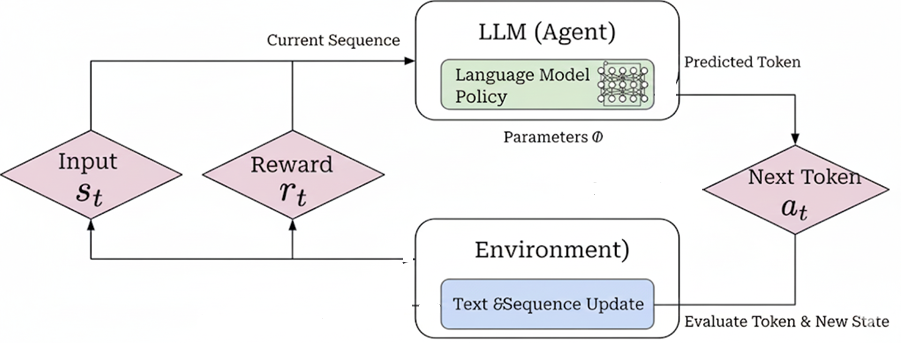 Current Sequence
LLM (Agent)
Language Model
Policy
Predicted Token
Parameters Φ
Input
s_t
Reward
r_t
Next Token
a_t
Environment)
Text &Sequence Update
Evaluate Token & New State